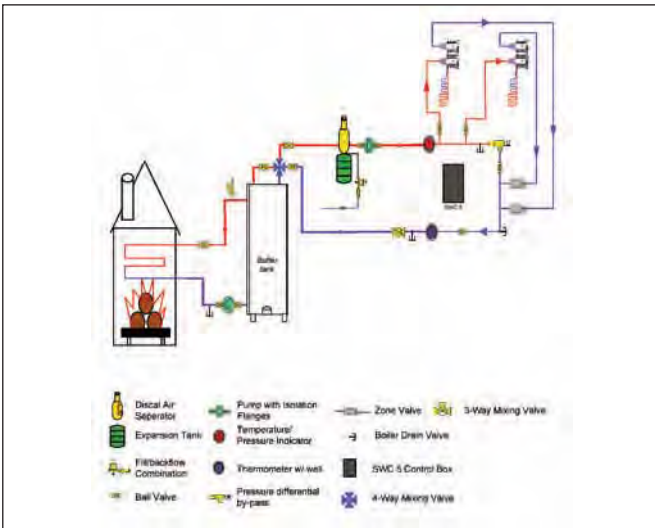 Buffer
tank
SWC 5
Discal Air
Seperator
Expansion Tank
Fill/backflow
Combination
Ball Valve
Pump with Isolation
Flanges
Temperature/
Pressure Indicator
Thermometer w/well
Pressure differential
by-pass
Zone Valve
Boiler Drain Valve
SWC 5 Control Box
4-Way Mixing Valve
3-Way Mixing Valve